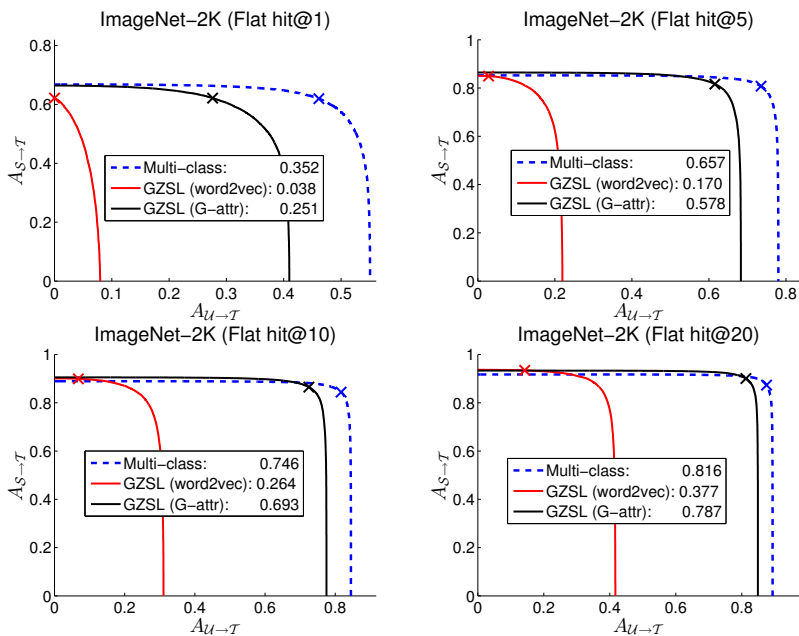 ImageNet−2K (Flat hit@1)
0.8
0.6
0.4
0.2
0
A_{S→T}
Multi−class: 0.352
GZSL (word2vec): 0.038
GZSL (G−attr): 0.251
0 0.1 0.2 0.3 0.4 0.5
A_{U→T}
ImageNet−2K (Flat hit@5)
1
0.8
0.6
0.4
0.2
0
A_{S→T}
Multi−class: 0.657
GZSL (word2vec): 0.170
GZSL (G−attr): 0.578
0 0.2 0.4 0.6 0.8
A_{U→T}
ImageNet−2K (Flat hit@10)
1
0.8
0.6
0.4
0.2
0
A_{S→T}
Multi−class: 0.746
GZSL (word2vec): 0.264
GZSL (G−attr): 0.693
0 0.2 0.4 0.6 0.8
A_{U→T}
ImageNet−2K (Flat hit@20)
1
0.8
0.6
0.4
0.2
0
A_{S→T}
Multi−class: 0.816
GZSL (word2vec): 0.377
GZSL (G−attr): 0.787
0 0.2 0.4 0.6 0.8
A_{U→T}